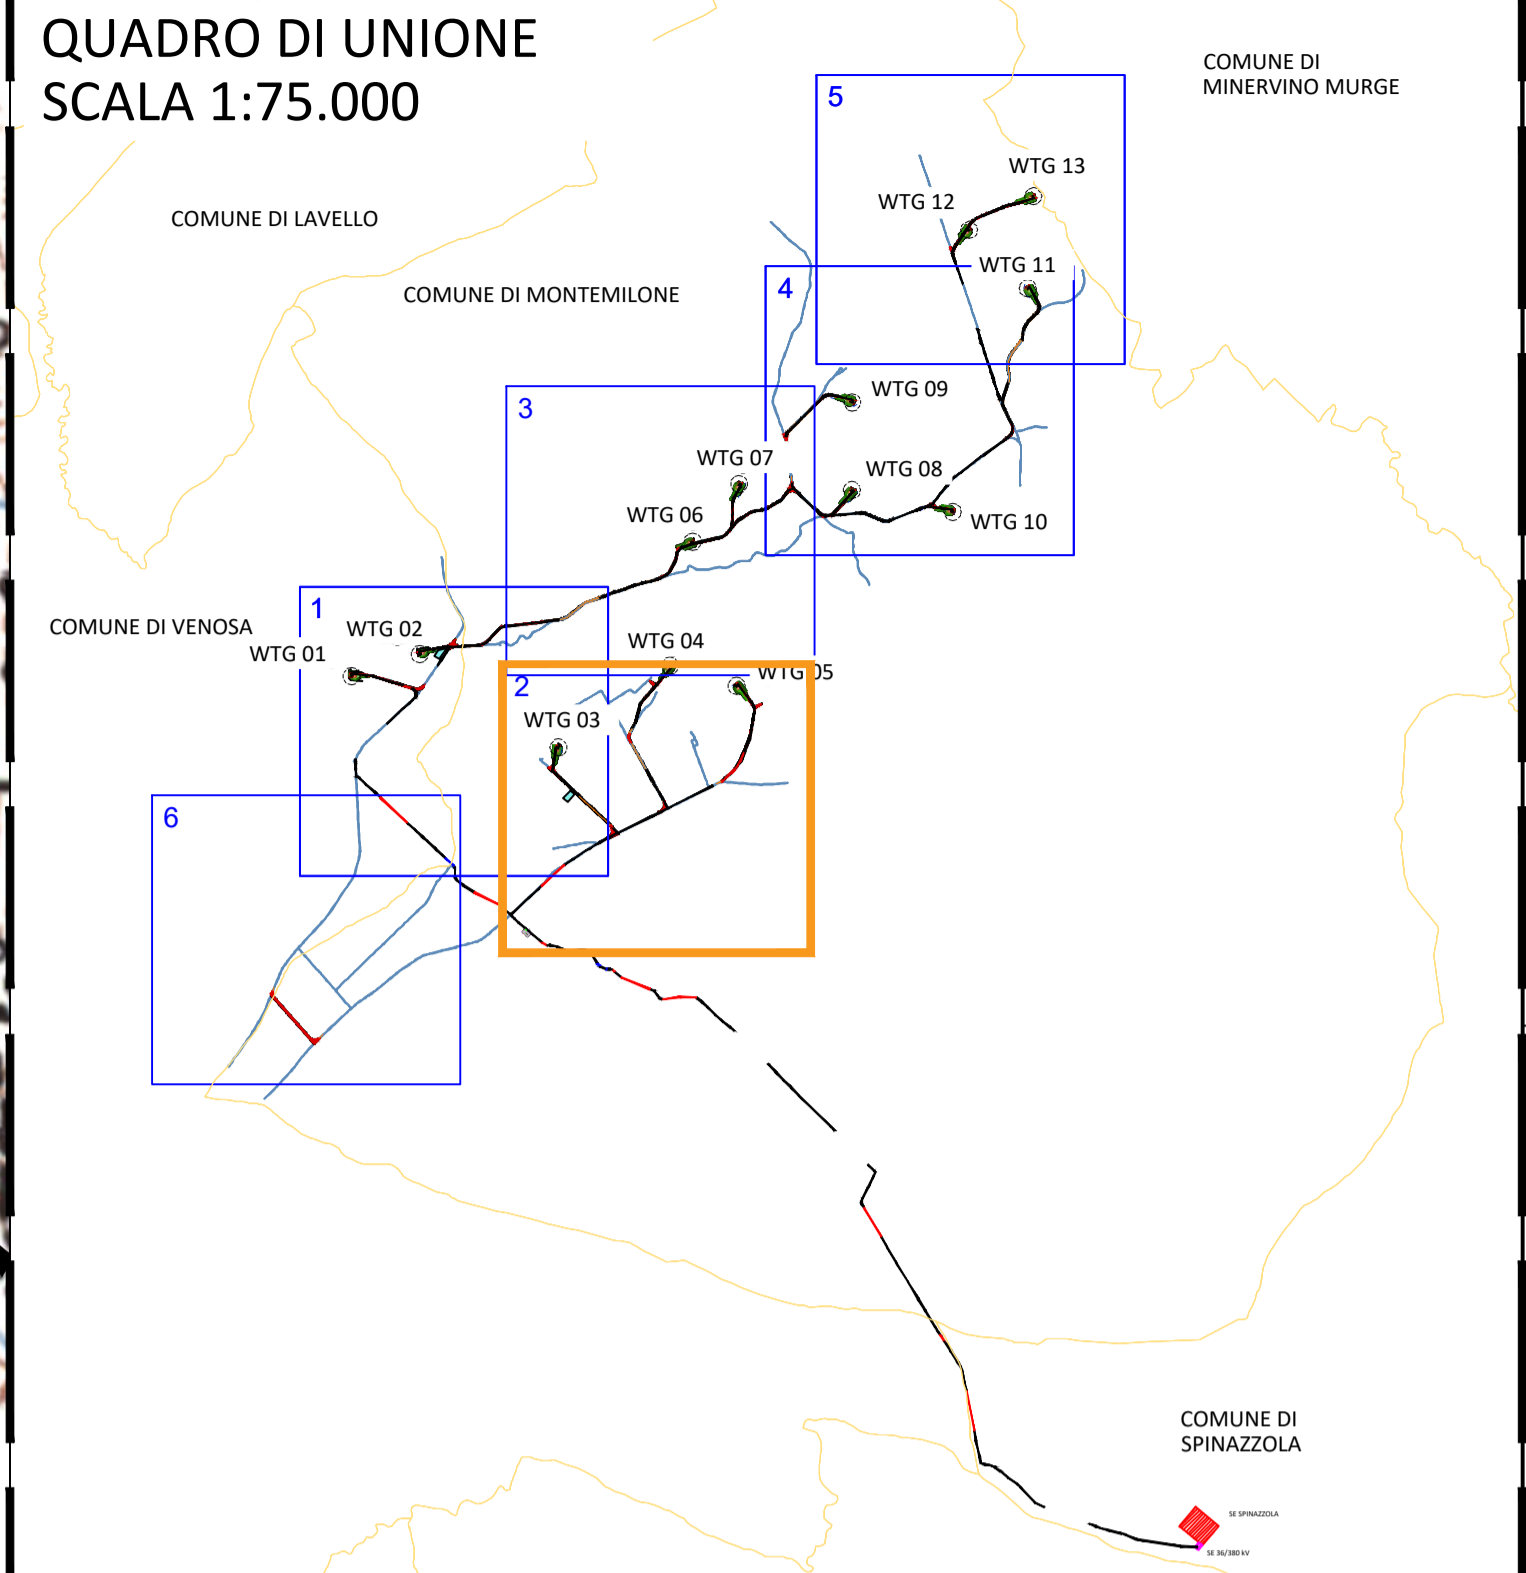 QUADRO DI UNIONE
SCALA 1:75.000
COMUNE DI
MINERVINO MURGE
5
WTG 13
WTG 12
COMUNE DI LAVELLO
WTG 11
4
COMUNE DI MONTEMILONE
WTG 09
3
WTG 07
WTG 08
WTG 06
WTG 10
1
COMUNE DI VENOSA
WTG 02
WTG 04
WTG 01
WTG 05
2
WTG 03
6
COMUNE DI
SPINAZZOLA
SE SPINAZZOLA
SE 36/380 kV